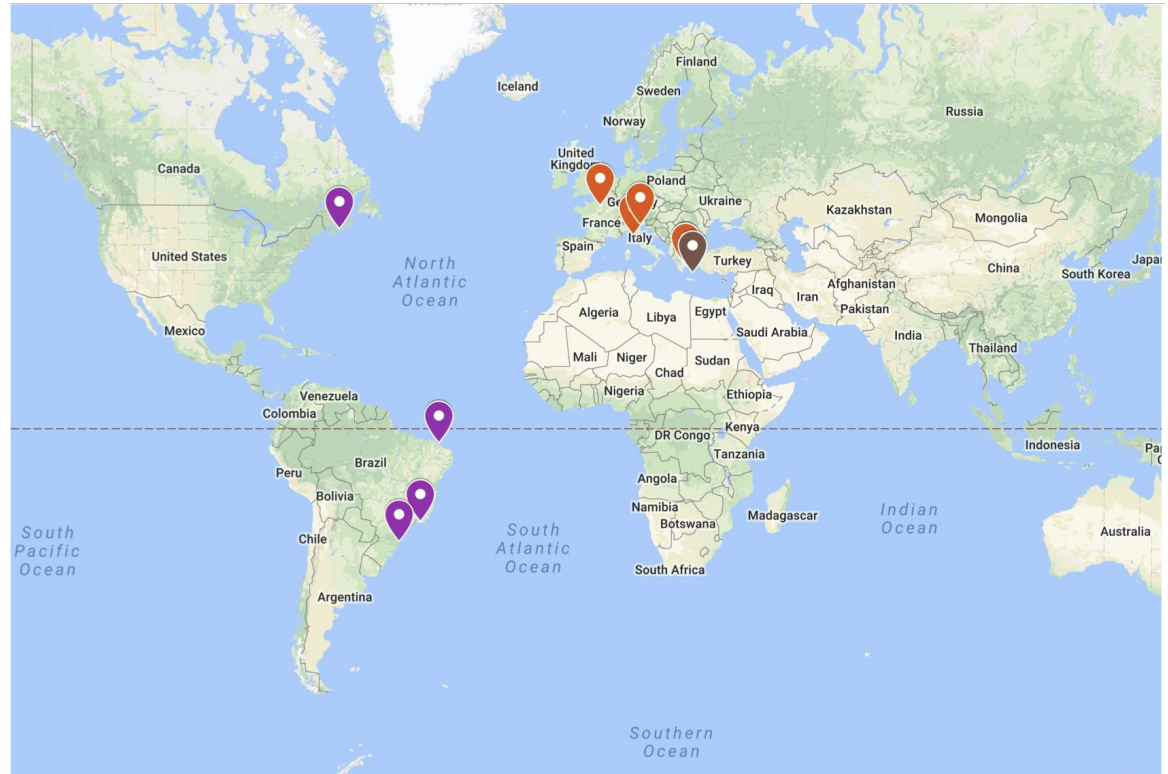 Iceland
Finland
Sweden
Norway
Russia
Canada
United
Kingdom
Poland
Ukraine
France
Kazakhstan
Mongolia
Italy
Spain
United States
North
Atlantic
Ocean
Turkey
China
South Korea
Iraq
Iran
Afghanistan
Pakistan
Algeria
Libya
Egypt
Saudi Arabia
India
Mexico
Mali
Niger
Chad
Sudan
Thailand
Venezuela
Colombia
Nigeria
Ethiopia
Kenya
DR Congo
Indonesia
Brazil
Peru
Tanzania
Bolivia
Angola
Namibia
Botswana
Madagascar
Indian
Ocean
South
Pacific
Ocean
Chile
South
Atlantic
Ocean
Australia
South Africa
Argentina
Southern
Ocean